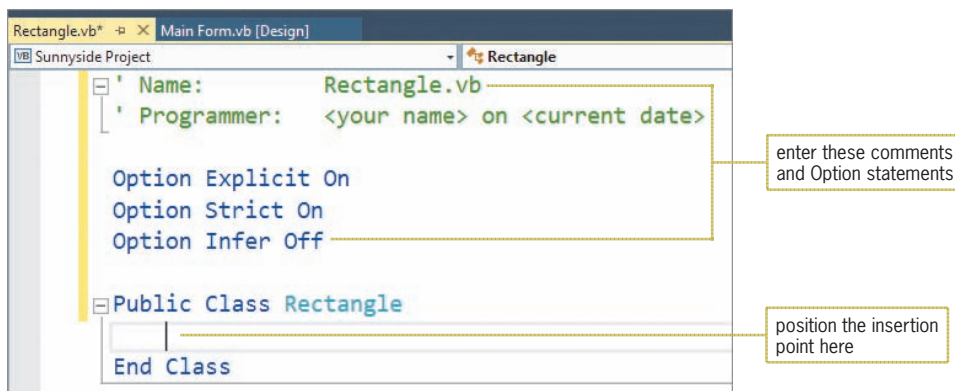 Rectangle.vb* Main Form.vb [Design]
VB Sunnyside Project Rectangle
' Name: Rectangle.vb
' Programmer: <your name> on <current date>
enter these comments
and Option statements
Option Explicit On
Option Strict On
Option Infer Off
Public Class Rectangle
position the insertion
point here
End Class